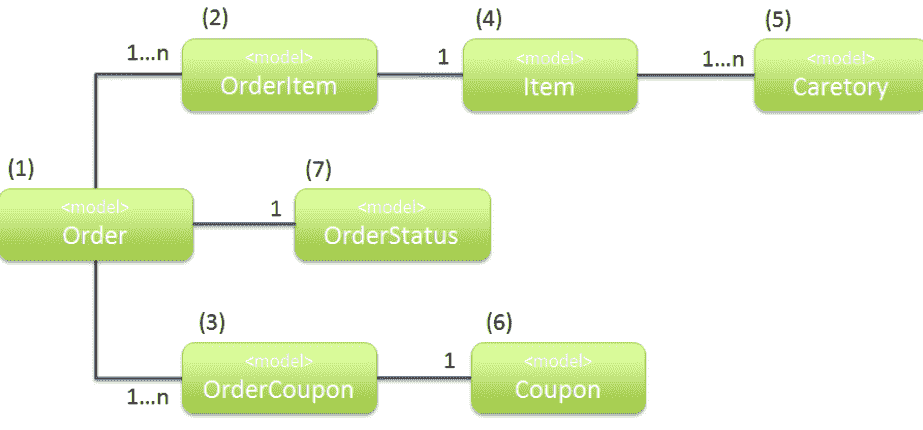 (2)
(4)
(5)
1...n
<model>
OrderItem
1
<model>
Item
1...n
<model>
Caretory
(1)
(7)
<model>
Order
1
<model>
OrderStatus
(3)
(6)
<model>
OrderCoupon
1
<model>
Coupon
1...n